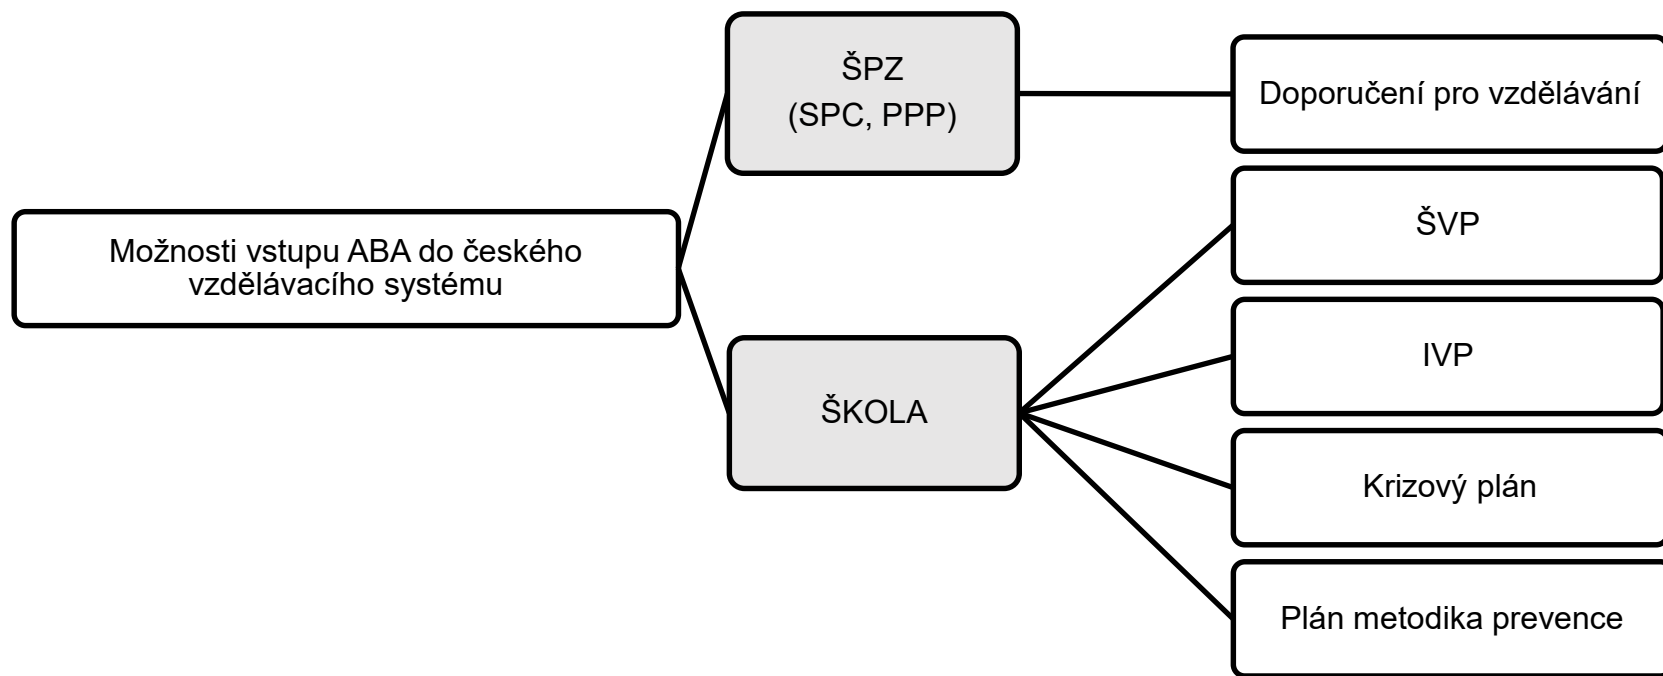 Možnosti vstupu ABA do českého
vzdělávacího systému
ŠPZ
(SPC, PPP)
ŠKOLA
Doporučení pro vzdělávání
ŠVP
IVP
Krizový plán
Plán metodika prevence